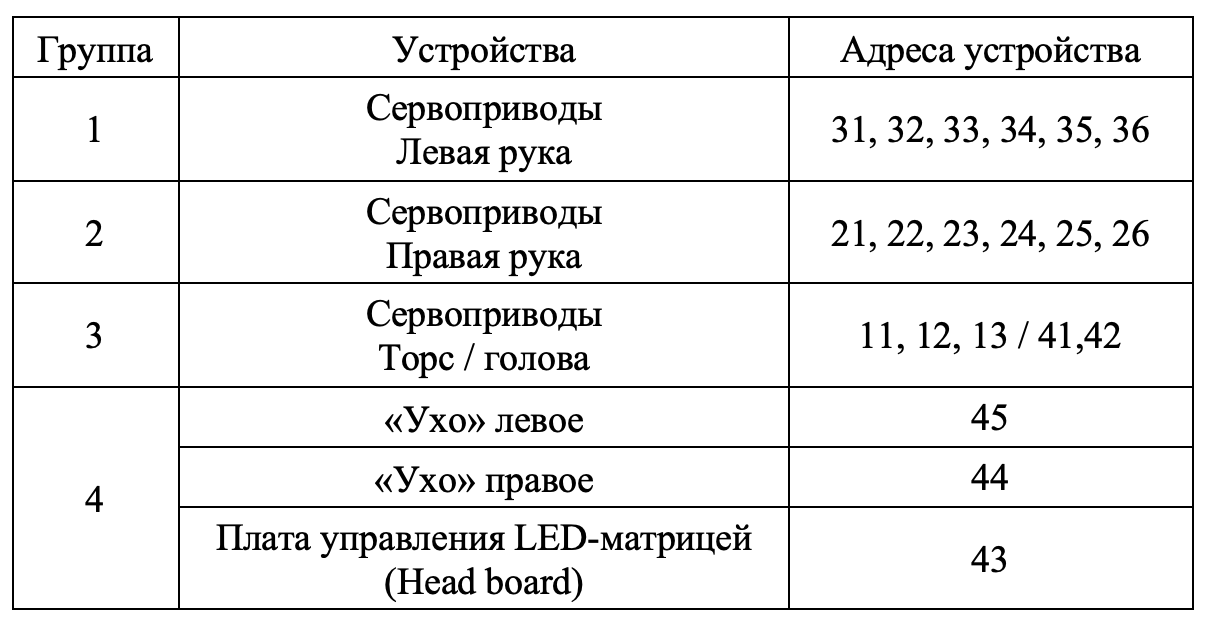 Группа Устройства Адреса устройства
1 Сервоприводы 31, 32, 33, 34, 35, 36
Левая рука
2 Сервоприводы 21, 22, 23, 24, 25, 26
Правая рука
3 Сервоприводы 11, 12, 13 / 41,42
Торс / голова
4
«Ухо» левое 45
«Ухо» правое 44
Плата управления LED-матрицей 43
(Head board)